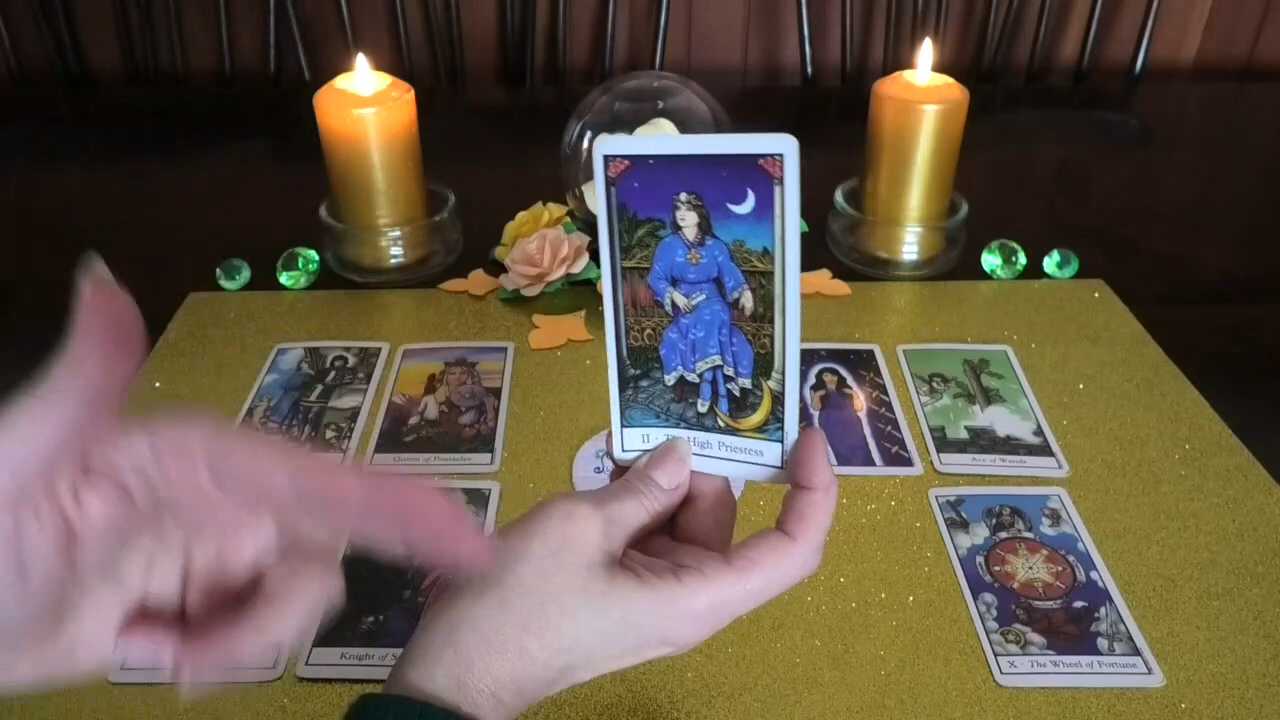 II · The High Priestess
Queen of Pentacles
Ace of Wands
Knight of S
X · The Wheel of Fortune